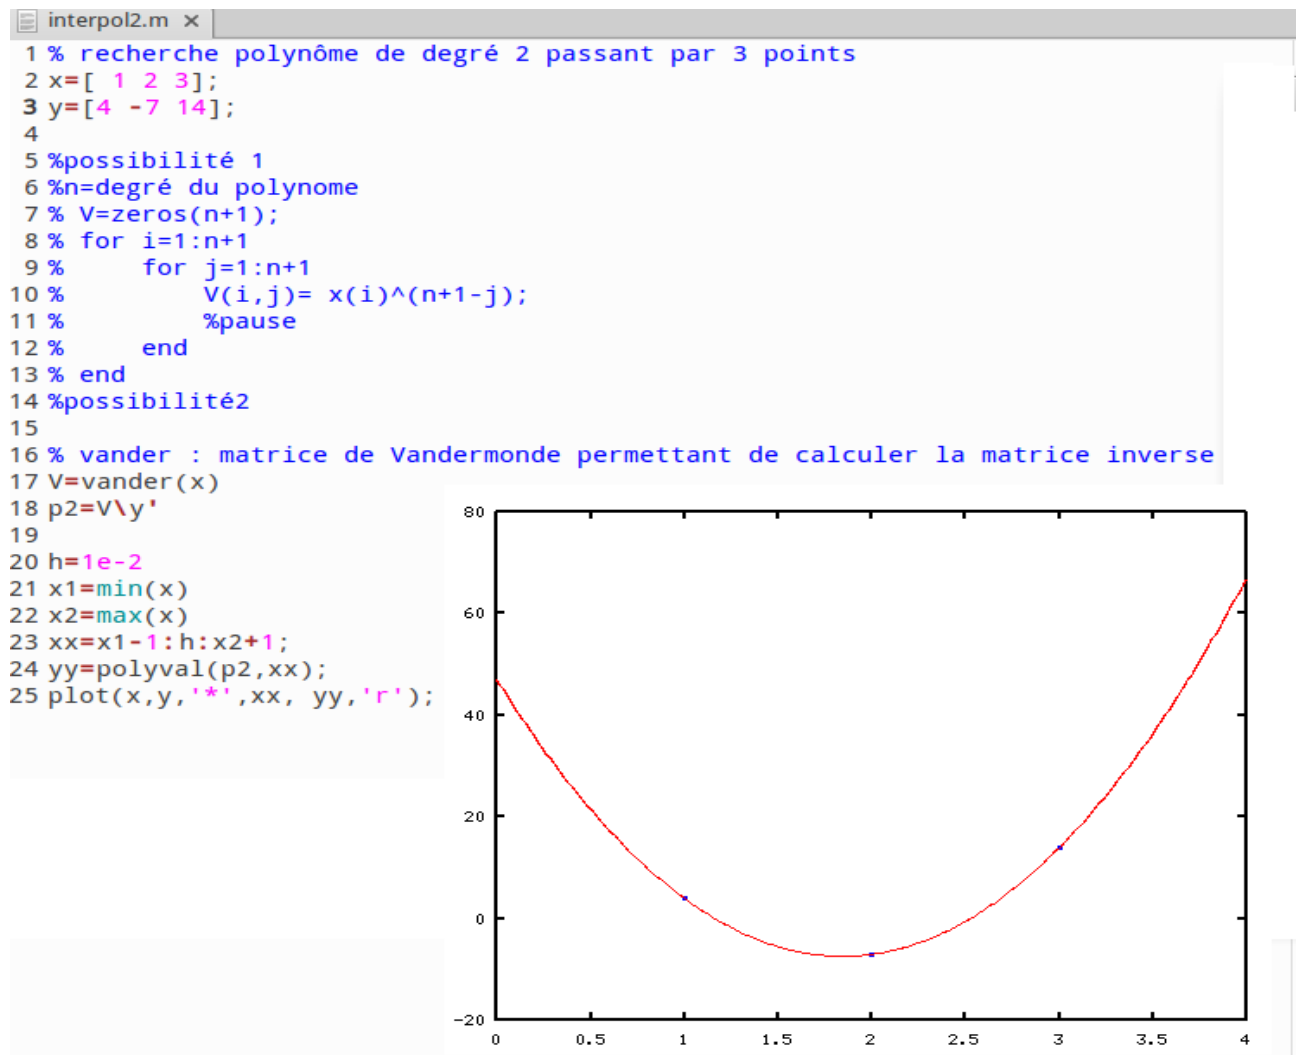 interpol2.m ×
1 % recherche polynôme de degré 2 passant par 3 points
2 x=[ 1 2 3];
3 y=[4 -7 14];
4
5 %possibilité 1
6 %n=degré du polynome
7 % V=zeros(n+1);
8 % for i=1:n+1
9 %     for j=1:n+1
10 %         V(i,j)= x(i)^(n+1-j);
11 %         %pause
12 %     end
13 % end
14 %possibilité2
15
16 % vander : matrice de Vandermonde permettant de calculer la matrice inverse
17 V=vander(x)
18 p2=V\y'
19
20 h=1e-2
21 x1=min(x)
22 x2=max(x)
23 xx=x1-1:h:x2+1;
24 yy=polyval(p2,xx);
25 plot(x,y,'*',xx, yy,'r');
80
60
40
20
0
-20
0 0.5 1 1.5 2 2.5 3 3.5 4